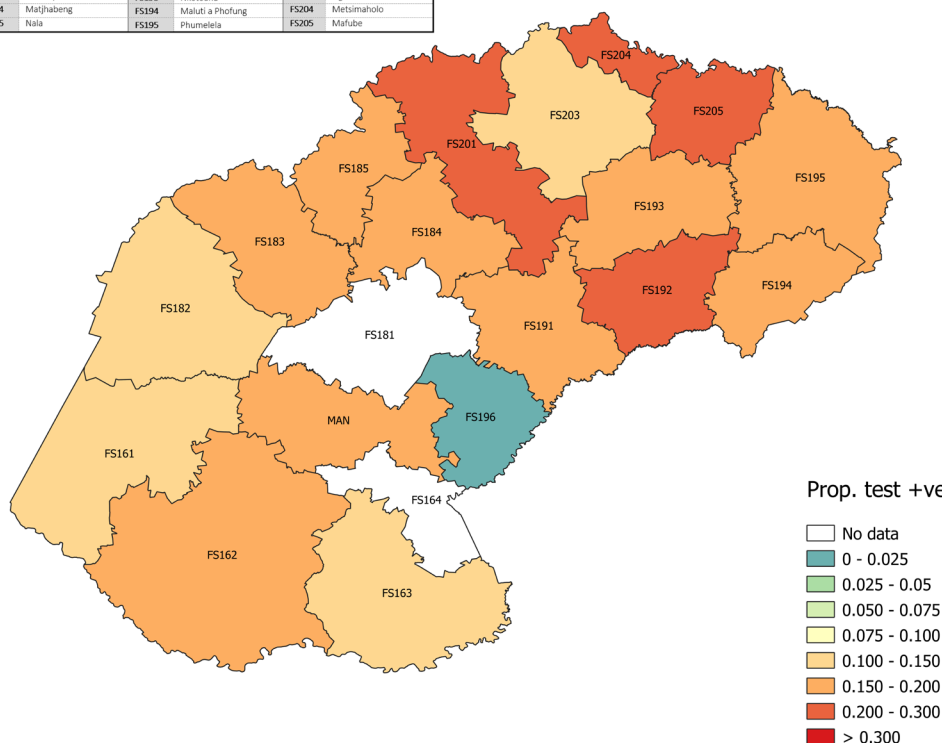 4 Matjhabeng FS194 Maluti a Phofung FS204 Metsimaholo
5 Nala FS195 Phumelela FS205 Mafube
FS204
FS203
FS205
FS201
FS185
FS195
FS193
FS184
FS183
FS194
FS192
FS182
FS191
FS181
FS196
MAN
FS161
FS164
FS162
FS163
Prop. test +ve
No data
0 - 0.025
0.025 - 0.05
0.050 - 0.075
0.075 - 0.100
0.100 - 0.150
0.150 - 0.200
0.200 - 0.300
> 0.300